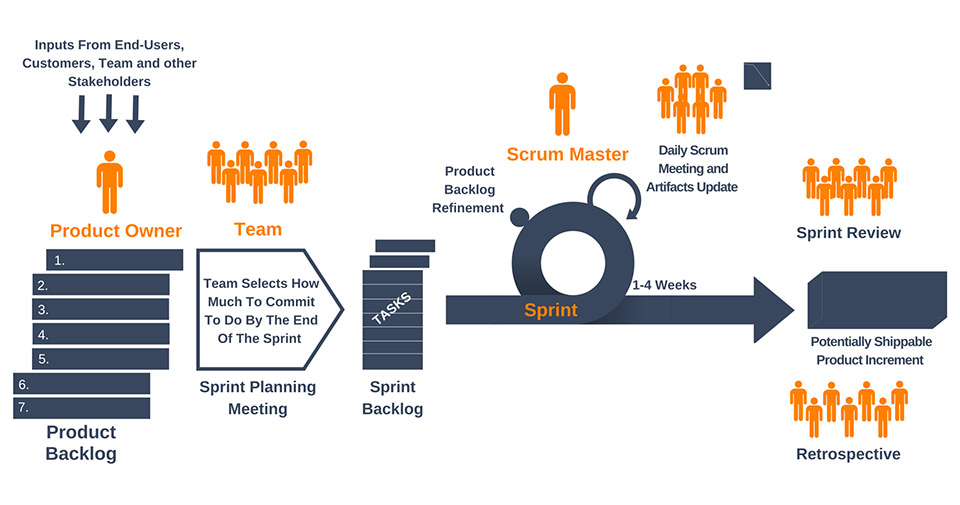 Inputs From End-Users,
Customers, Team and other
Stakeholders
Product Owner
1.
2.
3.
4.
5.
6.
7.
Product
Backlog
Team
Team Selects How
Much To Commit
To Do By The End
Of The Sprint
Sprint Planning
Meeting
TASKS
Sprint
Backlog
Product
Backlog
Refinement
Scrum Master
Daily Scrum
Meeting and
Artifacts Update
Sprint
1-4 Weeks
Sprint Review
Potentially Shippable
Product Increment
Retrospective